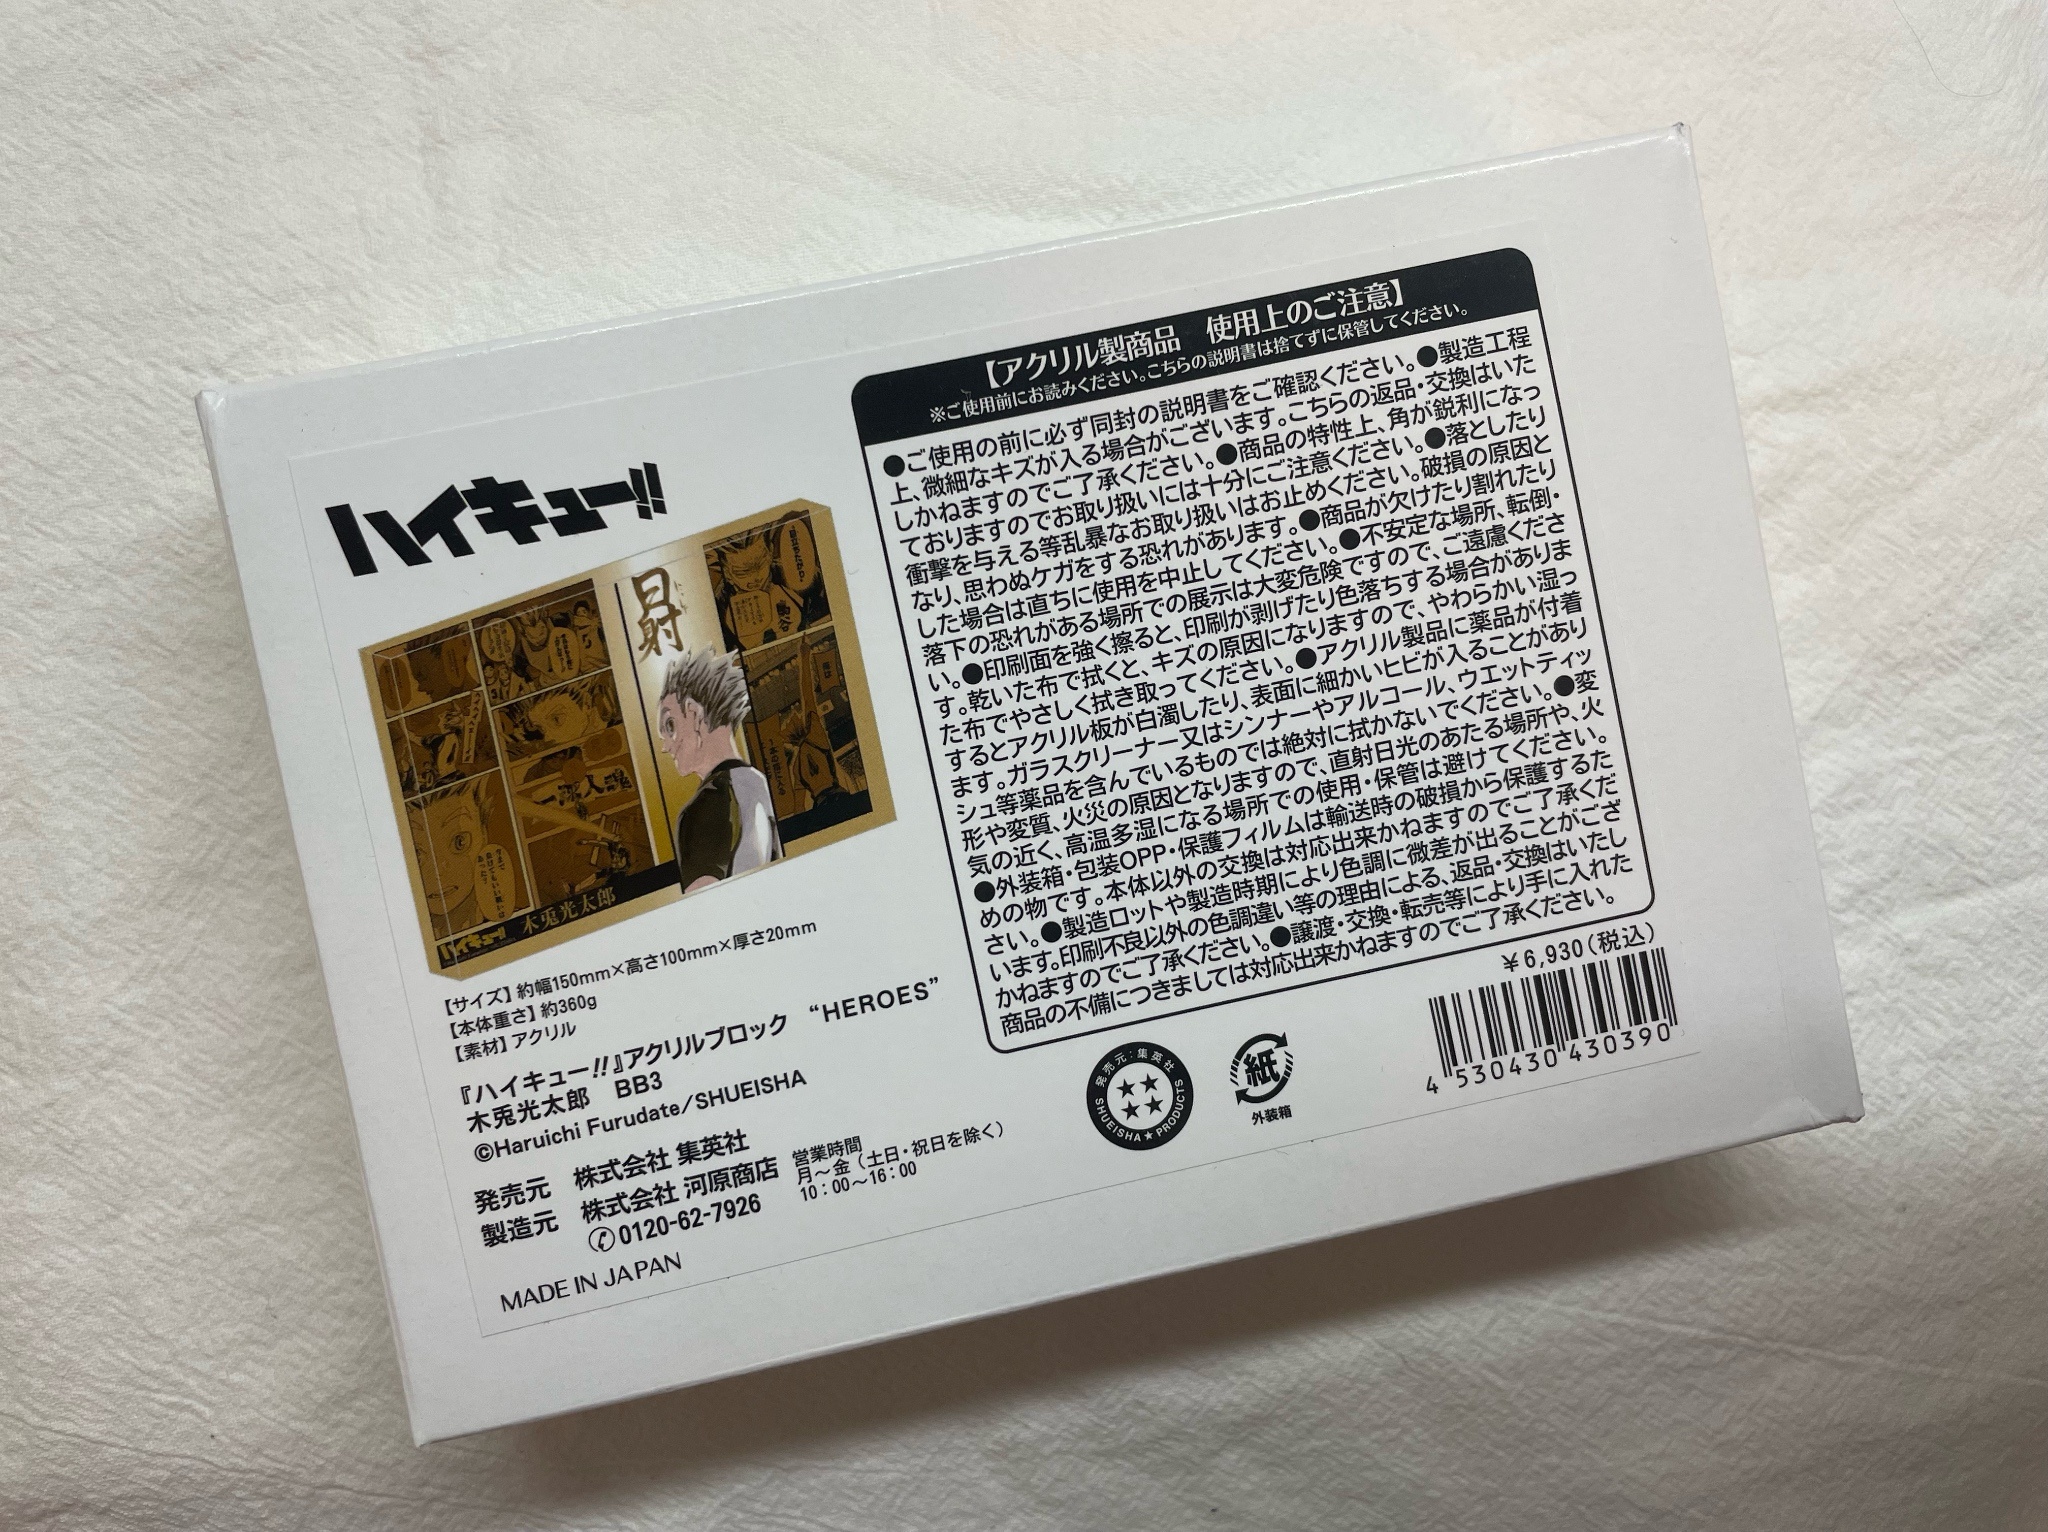 ハイキュー!!
日射
一球入魂
ハイキュー!!
木兎光太郎
【サイズ】約幅150mm×高さ100mm×厚さ20mm
【本体重さ】約360g
【素材】アクリル
『ハイキュー!!』アクリルブロック “HEROES”
木兎光太郎 BB3
©Haruichi Furudate/SHUEISHA
発売元 株式会社 集英社
製造元 株式会社 河原商店
0120-62-7926
営業時間
月〜金（土日・祝日を除く）
10：00〜16：00
MADE IN JAPAN
【アクリル製商品 使用上のご注意】
※ご使用前にお読みください。こちらの説明書は捨てずに保管してください。
●ご使用の前に必ず同封の説明書をご確認ください。●製造工程
上、微細なキズが入る場合がございます。こちらの返品・交換はいた
しかねますのでご了承ください。●商品の特性上、角が鋭利になっ
ておりますのでお取り扱いには十分にご注意ください。●落としたり
衝撃を与える等乱暴なお取り扱いはお止めください。破損の原因と
なり、思わぬケガをする恐れがあります。●商品が欠けたり割れたり
した場合は直ちに使用を中止してください。●不安定な場所、転倒・
落下の恐れがある場所での展示は大変危険ですので、ご遠慮くださ
い。●印刷面を強く擦ると、印刷が剥げたり色落ちする場合がありま
す。乾いた布で拭くと、キズの原因になりますので、やわらかい湿っ
た布でやさしく拭き取ってください。●アクリル製品に薬品が付着
するとアクリル板が白濁したり、表面に細かいヒビが入ることがあり
ます。ガラスクリーナー又はシンナーやアルコール、ウエットティッ
シュ等薬品を含んでいるものでは絶対に拭かないでください。●変
形や変質、火災の原因となりますので、直射日光のあたる場所や、火
気の近く、高温多湿になる場所での使用・保管は避けてください。
●外装箱・包装OPP・保護フィルムは輸送時の破損から保護するた
めの物です。本体以外の交換は対応出来かねますのでご了承くだ
さい。●製造ロットや製造時期により色調に微差が出ることがござ
います。印刷不良以外の色調違い等の理由による、返品・交換はいたし
かねますのでご了承ください。●譲渡・交換・転売等により手に入れた
商品の不備につきましては対応出来かねますのでご了承ください。
発売元：集英社
SHUEISHA★PRODUCTS
紙
外装箱
￥6,930（税込）
4 530430 430390